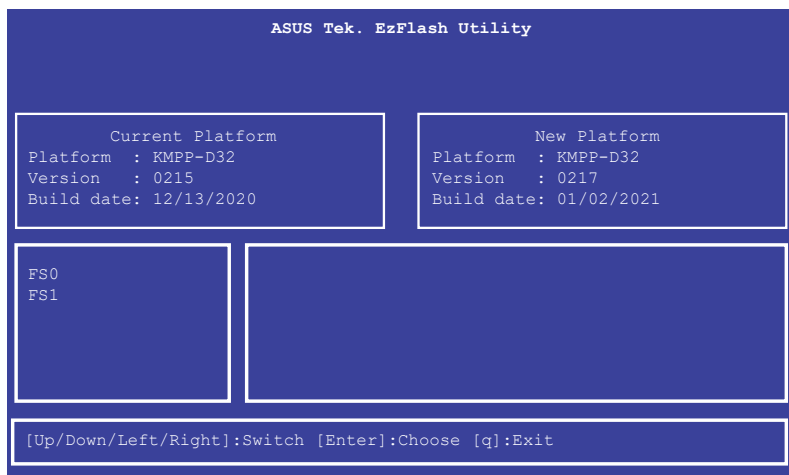 ASUS Tek. EzFlash Utility
Current Platform
Platform : KMPP-D32
Version : 0215
Build date: 12/13/2020
New Platform
Platform : KMPP-D32
Version : 0217
Build date: 01/02/2021
FS0
FS1
[Up/Down/Left/Right]:Switch [Enter]:Choose [q]:Exit